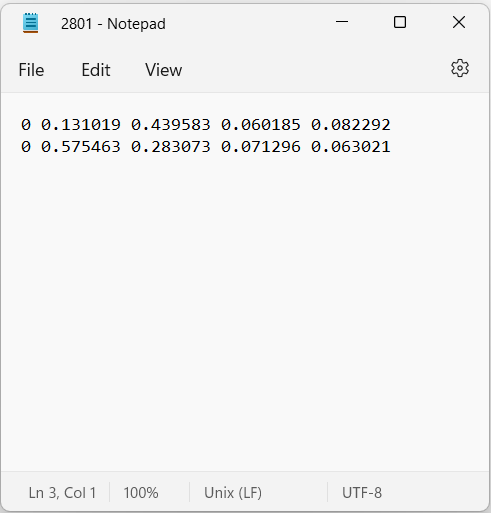 2801 - Notepad
File Edit View
0 0.131019 0.439583 0.060185 0.082292
0 0.575463 0.283073 0.071296 0.063021
Ln 3, Col 1 100% Unix (LF) UTF-8